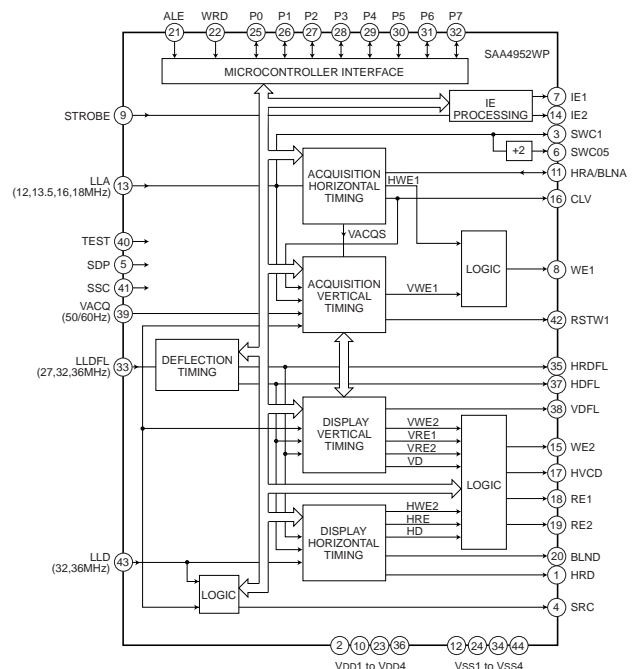 ALE WRD P0 P1 P2 P3 P4 P5 P6 P7
21 22 25 26 27 28 29 30 31 32
SAA4952WP
MICROCONTROLLER INTERFACE
STROBE 9
IE PROCESSING
7 IE1
14 IE2
3 SWC1
÷2
6 SWC05
LLA
(12,13.5,16,18MHz)
13
ACQUISITION
HORIZONTAL
TIMING
HWE1
11 HRA/BLNA
16 CLV
VACQS
TEST 40
SDP 5
SSC 41
VACQ
(50/60Hz)
39
ACQUISITION
VERTICAL
TIMING
VWE1
LOGIC
8 WE1
42 RSTW1
LLDFL
(27,32,36MHz)
33
DEFLECTION
TIMING
35 HRDFL
37 HDFL
38 VDFL
DISPLAY
VERTICAL
TIMING
VWE2
VRE1
VRE2
VD
LOGIC
15 WE2
17 HVCD
18 RE1
19 RE2
DISPLAY
HORIZONTAL
TIMING
HWE2
HRE
HD
20 BLND
1 HRD
LLD
(32,36MHz)
43
LOGIC
4 SRC
2 10 23 36
VDD1 to VDD4
12 24 34 44
VSS1 to VSS4